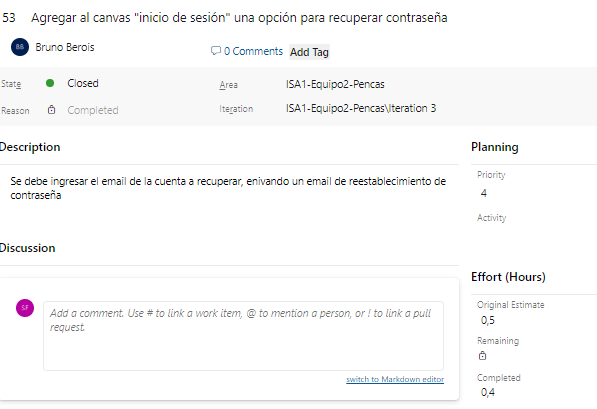 53 Agregar al canvas "inicio de sesión" una opción para recuperar contraseña
BB Bruno Berois
0 Comments Add Tag
State Closed
Reason Completed
Area ISA1-Equipo2-Pencas
Iteration ISA1-Equipo2-Pencas\Iteration 3
Description
Se debe ingresar el email de la cuenta a recuperar, enivando un email de reestablecimiento de
contraseña
Discussion
SF
Add a comment. Use # to link a work item, @ to mention a person, or ! to link a pull
request.
switch to Markdown editor
Planning
Priority
4
Activity
Effort (Hours)
Original Estimate
0,5
Remaining
Completed
0,4